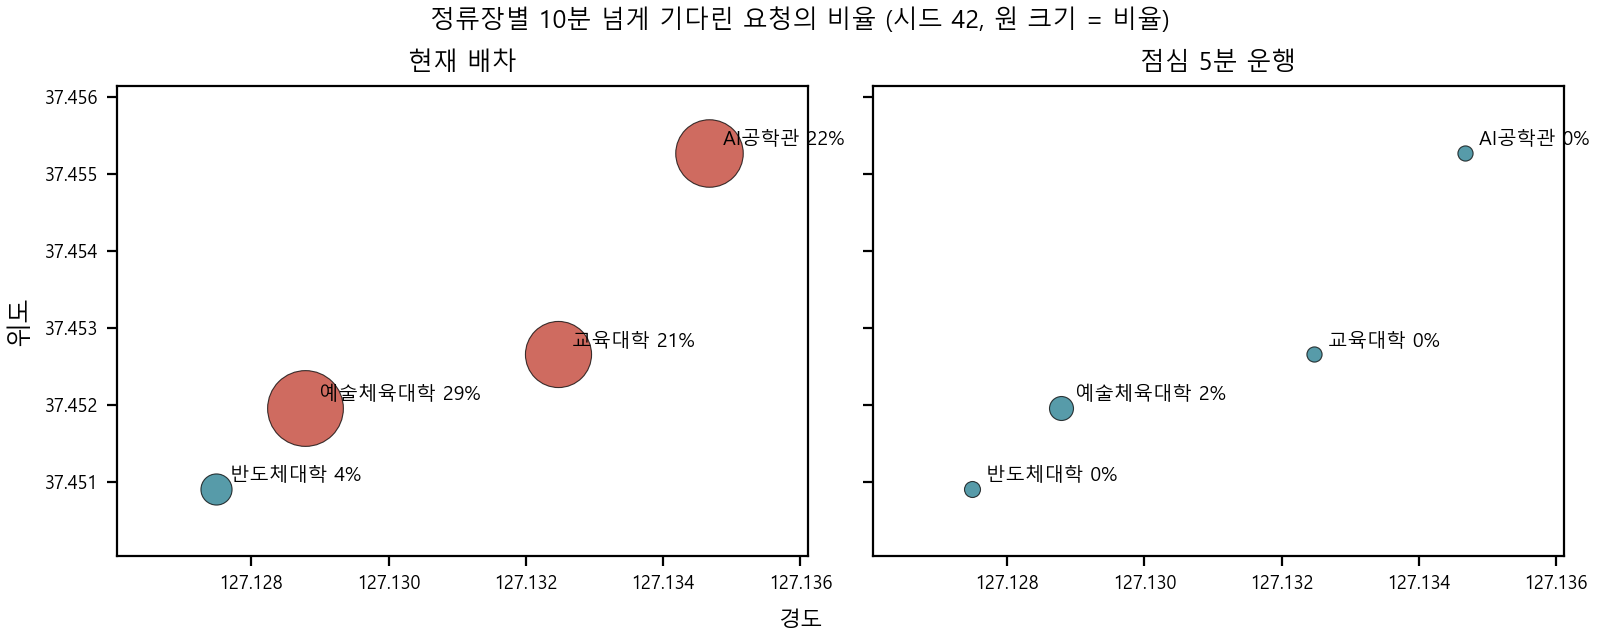 정류장별 10분 넘게 기다린 요청의 비율 (시드 42, 원 크기 = 비율)
현재 배차
37.456
37.455
37.454
37.453
37.452
37.451
위도
AI공학관 22%
교육대학 21%
예술체육대학 29%
반도체대학 4%
127.128
127.130
127.132
127.134
127.136
점심 5분 운행
AI공학관 0%
교육대학 0%
예술체육대학 2%
반도체대학 0%
127.128
127.130
127.132
127.134
127.136
경도